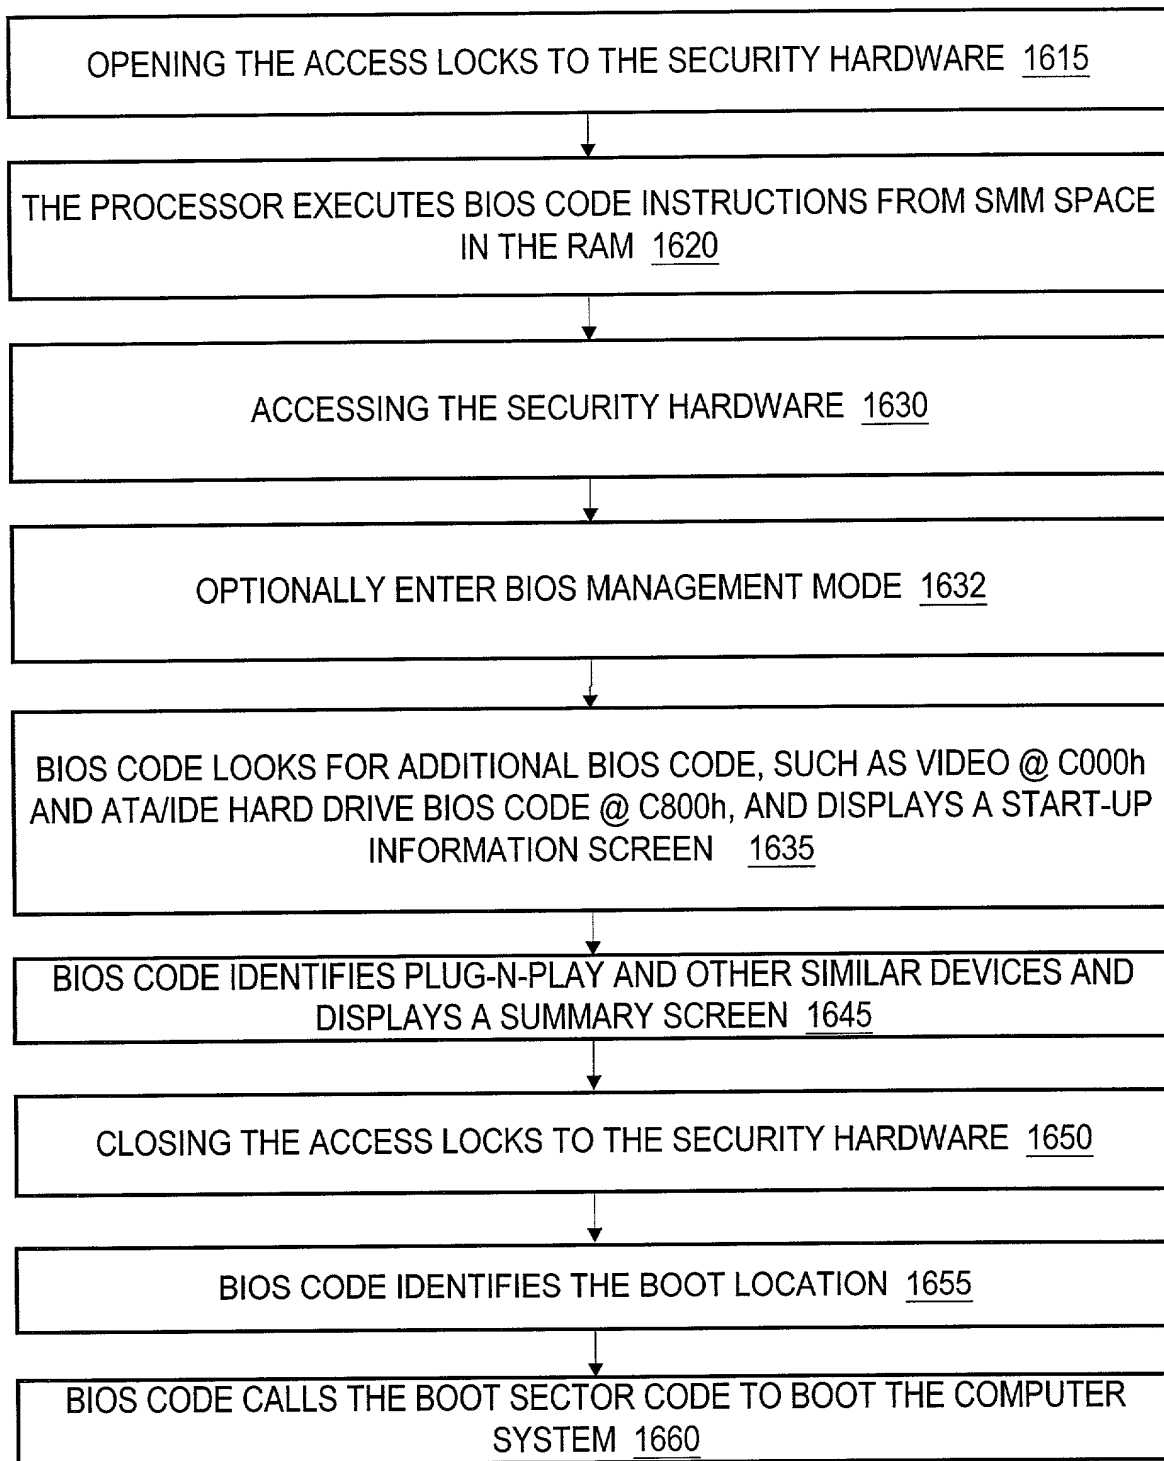 OPENING THE ACCESS LOCKS TO THE SECURITY HARDWARE 1615
THE PROCESSOR EXECUTES BIOS CODE INSTRUCTIONS FROM SMM SPACE
IN THE RAM 1620
ACCESSING THE SECURITY HARDWARE 1630
OPTIONALLY ENTER BIOS MANAGEMENT MODE 1632
BIOS CODE LOOKS FOR ADDITIONAL BIOS CODE, SUCH AS VIDEO @ C000h
AND ATA/IDE HARD DRIVE BIOS CODE @ C800h, AND DISPLAYS A START-UP
INFORMATION SCREEN 1635
BIOS CODE IDENTIFIES PLUG-N-PLAY AND OTHER SIMILAR DEVICES AND
DISPLAYS A SUMMARY SCREEN 1645
CLOSING THE ACCESS LOCKS TO THE SECURITY HARDWARE 1650
BIOS CODE IDENTIFIES THE BOOT LOCATION 1655
BIOS CODE CALLS THE BOOT SECTOR CODE TO BOOT THE COMPUTER
SYSTEM 1660